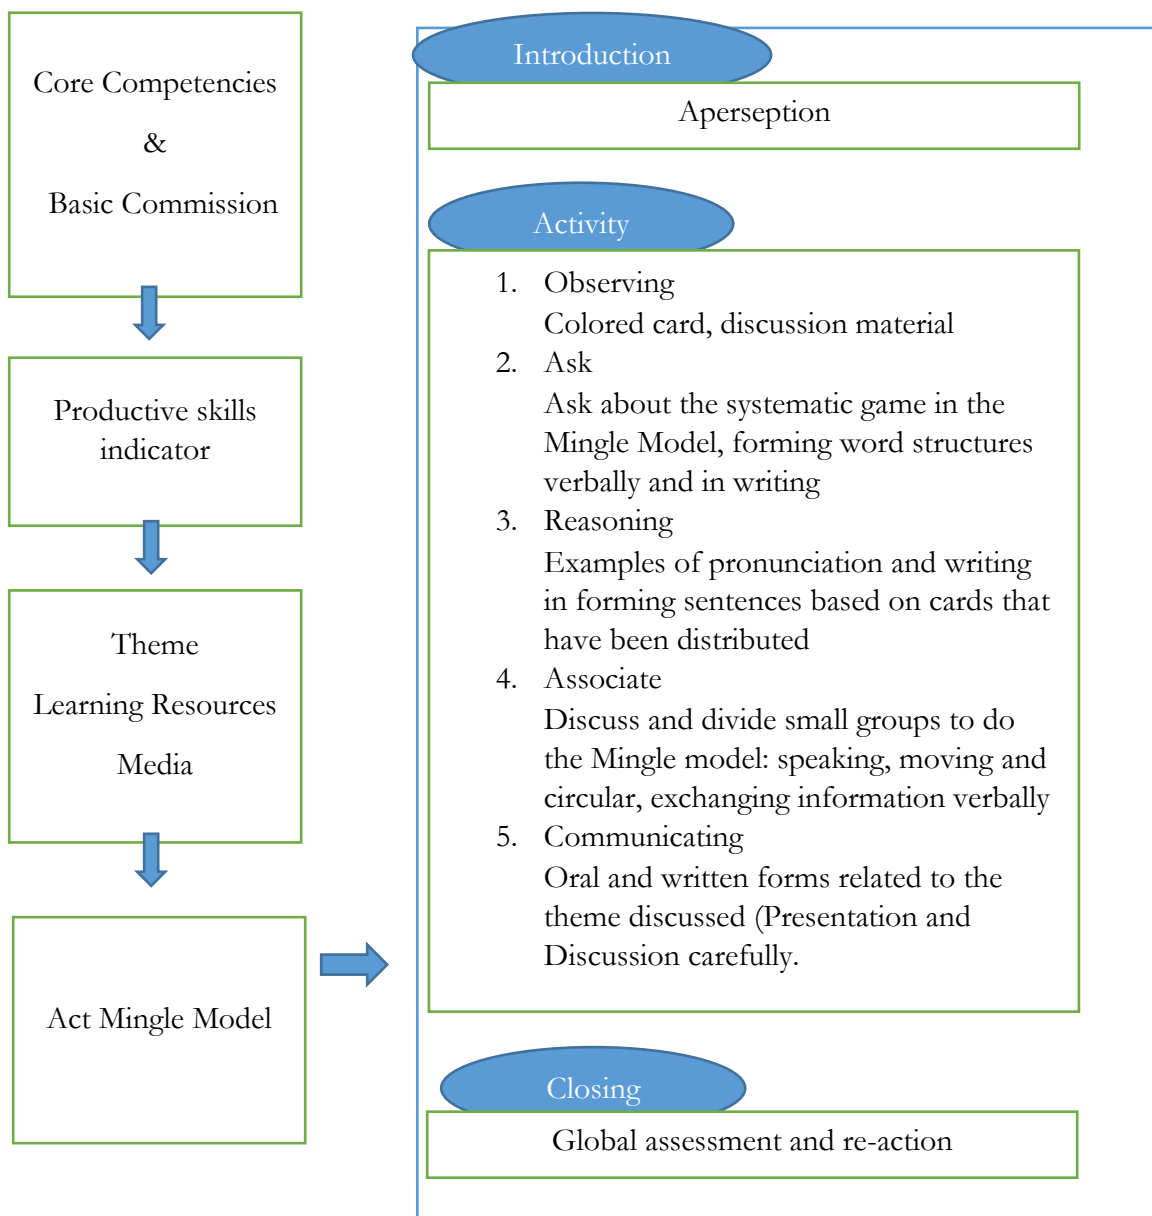 Core Competencies
&
Basic Commission
Productive skills
indicator
Theme
Learning Resources
Media
Act Mingle Model
Introduction
Aperseption
Activity
1. Observing
Colored card, discussion material
2. Ask
Ask about the systematic game in the
Mingle Model, forming word structures
verbally and in writing
3. Reasoning
Examples of pronunciation and writing
in forming sentences based on cards that
have been distributed
4. Associate
Discuss and divide small groups to do
the Mingle model: speaking, moving and
circular, exchanging information verbally
5. Communicating
Oral and written forms related to the
theme discussed (Presentation and
Discussion carefully.
Closing
Global assessment and re-action